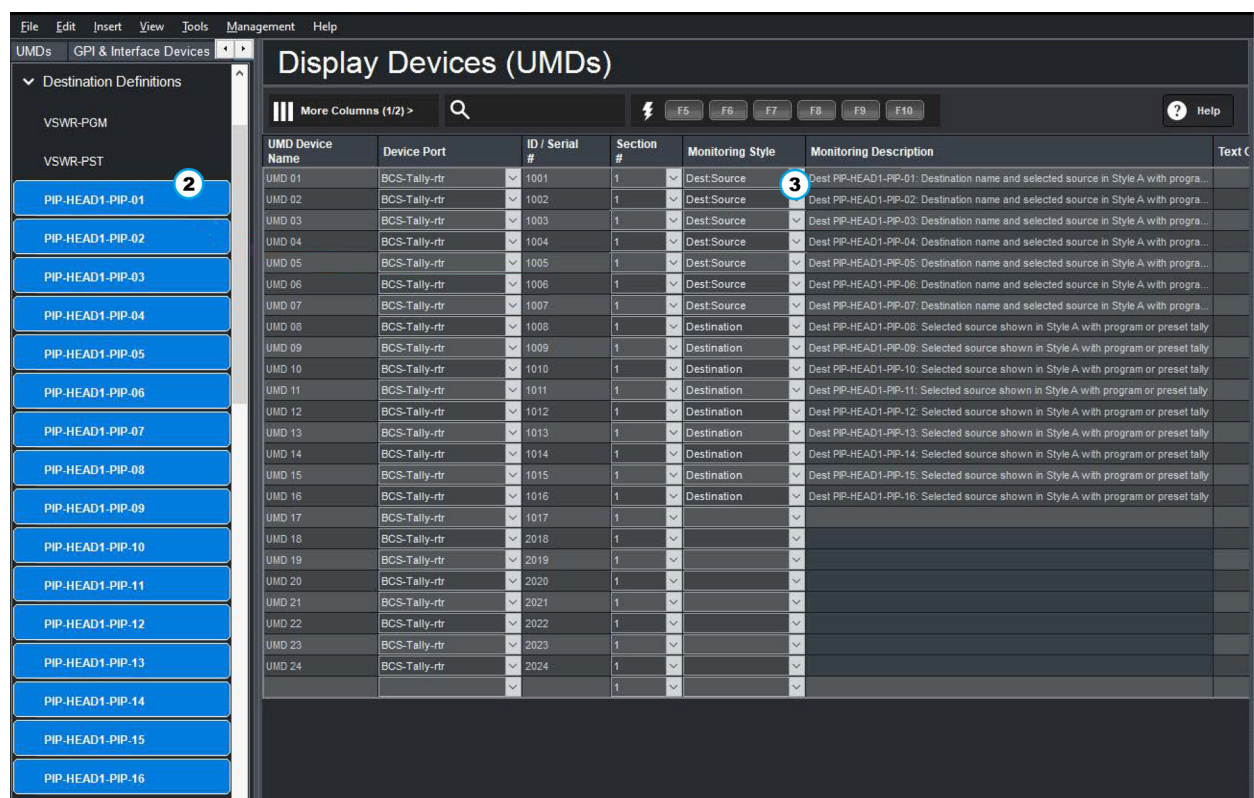 File Edit Insert View Tools Management Help
UMDs GPI & Interface Devices
Destination Definitions
VSWR-PGM
VSWR-PST
2
PIP-HEAD1-PIP-01
PIP-HEAD1-PIP-02
PIP-HEAD1-PIP-03
PIP-HEAD1-PIP-04
PIP-HEAD1-PIP-05
PIP-HEAD1-PIP-06
PIP-HEAD1-PIP-07
PIP-HEAD1-PIP-08
PIP-HEAD1-PIP-09
PIP-HEAD1-PIP-10
PIP-HEAD1-PIP-11
PIP-HEAD1-PIP-12
PIP-HEAD1-PIP-13
PIP-HEAD1-PIP-14
PIP-HEAD1-PIP-15
PIP-HEAD1-PIP-16
Display Devices (UMDs)
More Columns (1/2) > F5 F6 F7 F8 F9 F10 ? Help
UMD Device Name Device Port ID / Serial # Section # Monitoring Style Monitoring Description Text C
3
UMD 01 BCS-Tally-rtr 1001 1 Dest:Source Dest PIP-HEAD1-PIP-01: Destination name and selected source in Style A with progra...
UMD 02 BCS-Tally-rtr 1002 1 Dest:Source Dest PIP-HEAD1-PIP-02: Destination name and selected source in Style A with progra...
UMD 03 BCS-Tally-rtr 1003 1 Dest:Source Dest PIP-HEAD1-PIP-03: Destination name and selected source in Style A with progra...
UMD 04 BCS-Tally-rtr 1004 1 Dest:Source Dest PIP-HEAD1-PIP-04: Destination name and selected source in Style A with progra...
UMD 05 BCS-Tally-rtr 1005 1 Dest:Source Dest PIP-HEAD1-PIP-05: Destination name and selected source in Style A with progra...
UMD 06 BCS-Tally-rtr 1006 1 Dest:Source Dest PIP-HEAD1-PIP-06: Destination name and selected source in Style A with progra...
UMD 07 BCS-Tally-rtr 1007 1 Dest:Source Dest PIP-HEAD1-PIP-07: Destination name and selected source in Style A with progra...
UMD 08 BCS-Tally-rtr 1008 1 Destination Dest PIP-HEAD1-PIP-08: Selected source shown in Style A with program or preset tally
UMD 09 BCS-Tally-rtr 1009 1 Destination Dest PIP-HEAD1-PIP-09: Selected source shown in Style A with program or preset tally
UMD 10 BCS-Tally-rtr 1010 1 Destination Dest PIP-HEAD1-PIP-10: Selected source shown in Style A with program or preset tally
UMD 11 BCS-Tally-rtr 1011 1 Destination Dest PIP-HEAD1-PIP-11: Selected source shown in Style A with program or preset tally
UMD 12 BCS-Tally-rtr 1012 1 Destination Dest PIP-HEAD1-PIP-12: Selected source shown in Style A with program or preset tally
UMD 13 BCS-Tally-rtr 1013 1 Destination Dest PIP-HEAD1-PIP-13: Selected source shown in Style A with program or preset tally
UMD 14 BCS-Tally-rtr 1014 1 Destination Dest PIP-HEAD1-PIP-14: Selected source shown in Style A with program or preset tally
UMD 15 BCS-Tally-rtr 1015 1 Destination Dest PIP-HEAD1-PIP-15: Selected source shown in Style A with program or preset tally
UMD 16 BCS-Tally-rtr 1016 1 Destination Dest PIP-HEAD1-PIP-16: Selected source shown in Style A with program or preset tally
UMD 17 BCS-Tally-rtr 1017 1
UMD 18 BCS-Tally-rtr 2018 1
UMD 19 BCS-Tally-rtr 2019 1
UMD 20 BCS-Tally-rtr 2020 1
UMD 21 BCS-Tally-rtr 2021 1
UMD 22 BCS-Tally-rtr 2022 1
UMD 23 BCS-Tally-rtr 2023 1
UMD 24 BCS-Tally-rtr 2024 1
1